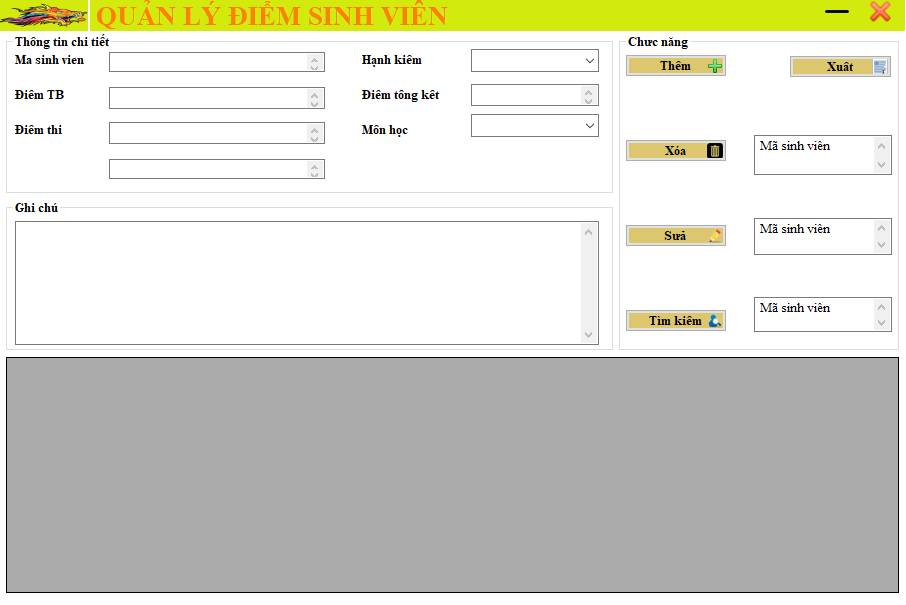 QUẢN LÝ ĐIỂM SINH VIÊN
Thông tin chi tiết
Ma sinh vien
Hạnh kiêm
Điêm TB
Điêm tông kêt
Điêm thi
Môn học
Ghi chú
Chưc năng
Thêm
Xuât
Xóa
Mã sinh viên
Sưả
Mã sinh viên
Tìm kiêm
Mã sinh viên